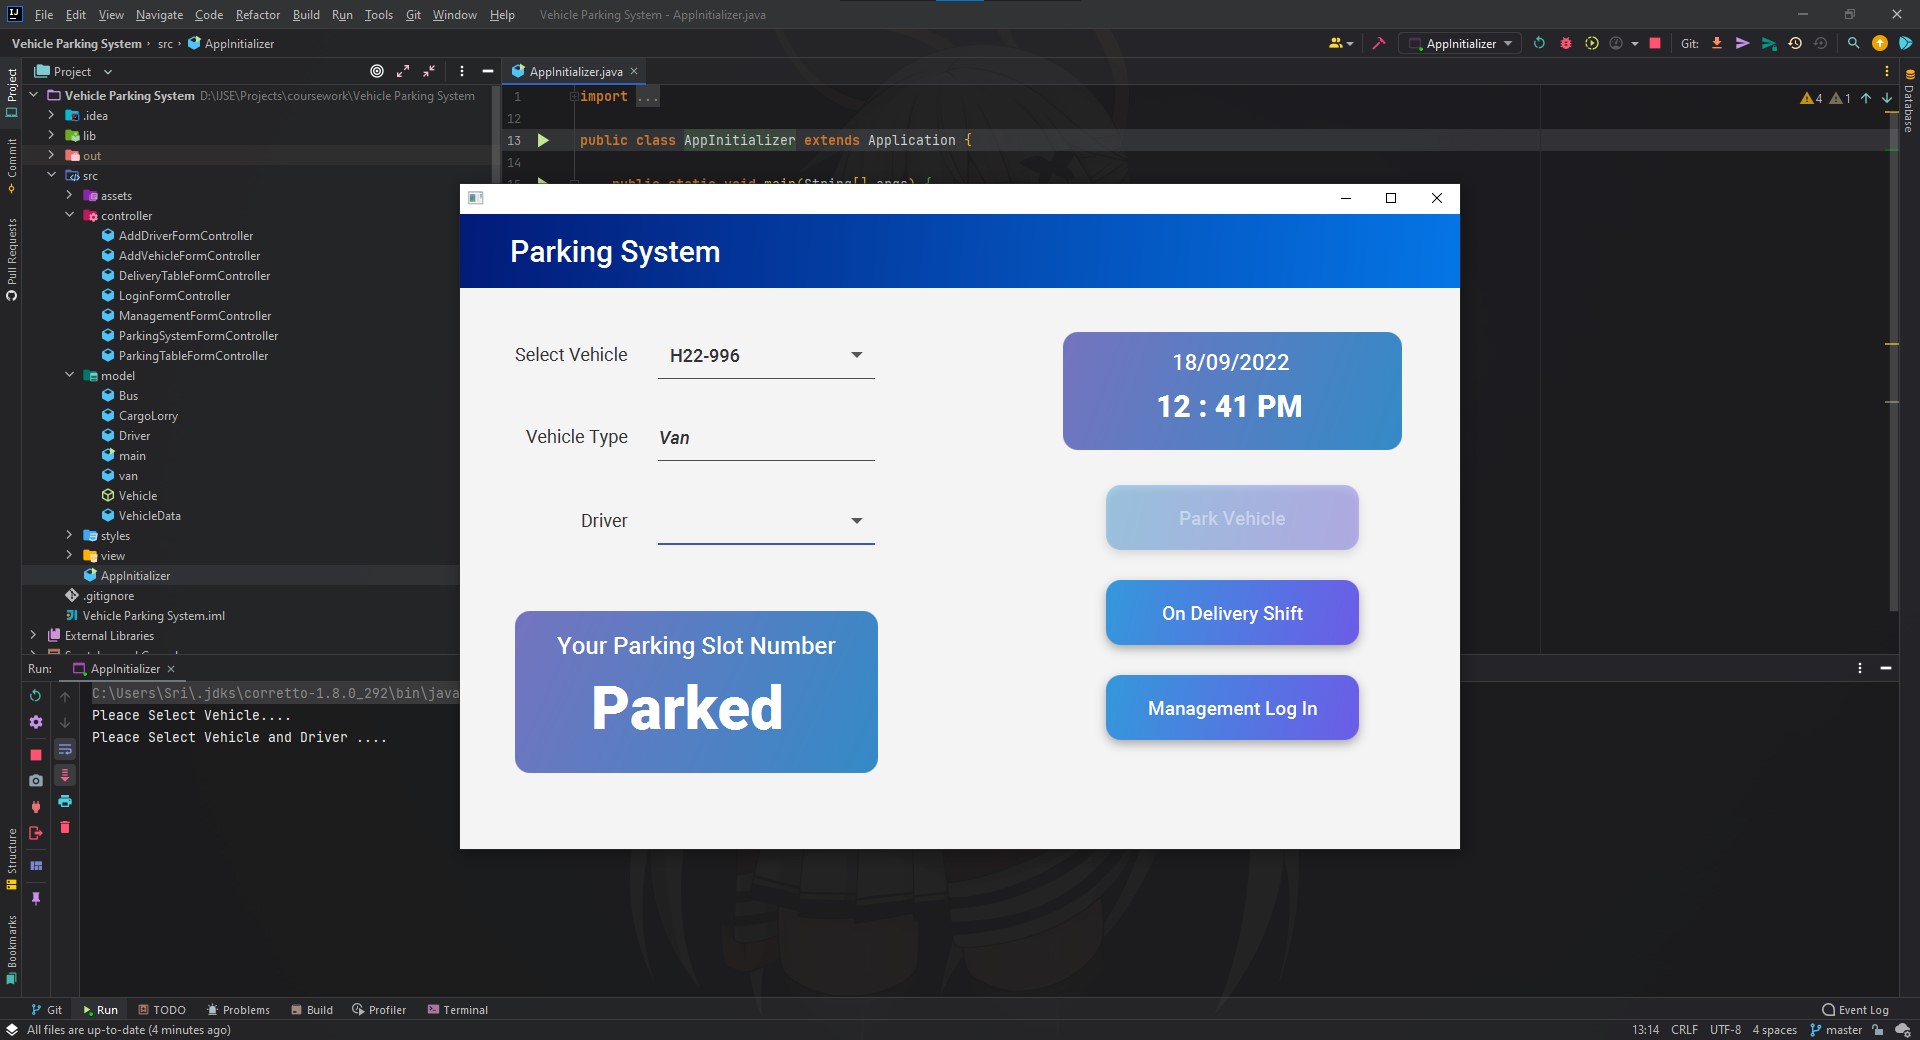 File Edit View Navigate Code Refactor Build Run Tools Git Window Help Vehicle Parking System - AppInitializer.java
Vehicle Parking System › src › AppInitializer
AppInitializer
Git:
Project
AppInitializer.java
Project
Commit
Pull Requests
Structure
Bookmarks
Database
Vehicle Parking System D:\IJSE\Projects\coursework\Vehicle Parking System
.idea
lib
out
src
assets
controller
AddDriverFormController
AddVehicleFormController
DeliveryTableFormController
LoginFormController
ManagementFormController
ParkingSystemFormController
ParkingTableFormController
model
Bus
CargoLorry
Driver
main
van
Vehicle
VehicleData
styles
view
AppInitializer
.gitignore
Vehicle Parking System.iml
External Libraries
1 import ...
12
13 public class AppInitializer extends Application {
14
public static void main(String[] args) {
4 1
Parking System
Select Vehicle H22-996
Vehicle Type Van
Driver
Your Parking Slot Number
Parked
18/09/2022
12 : 41 PM
Park Vehicle
On Delivery Shift
Management Log In
Run: AppInitializer
C:\Users\Sri\.jdks\corretto-1.8.0_292\bin\java
Pleace Select Vehicle....
Pleace Select Vehicle and Driver ....
Git Run TODO Problems Build Profiler Terminal Event Log
All files are up-to-date (4 minutes ago) 13:14 CRLF UTF-8 4 spaces master